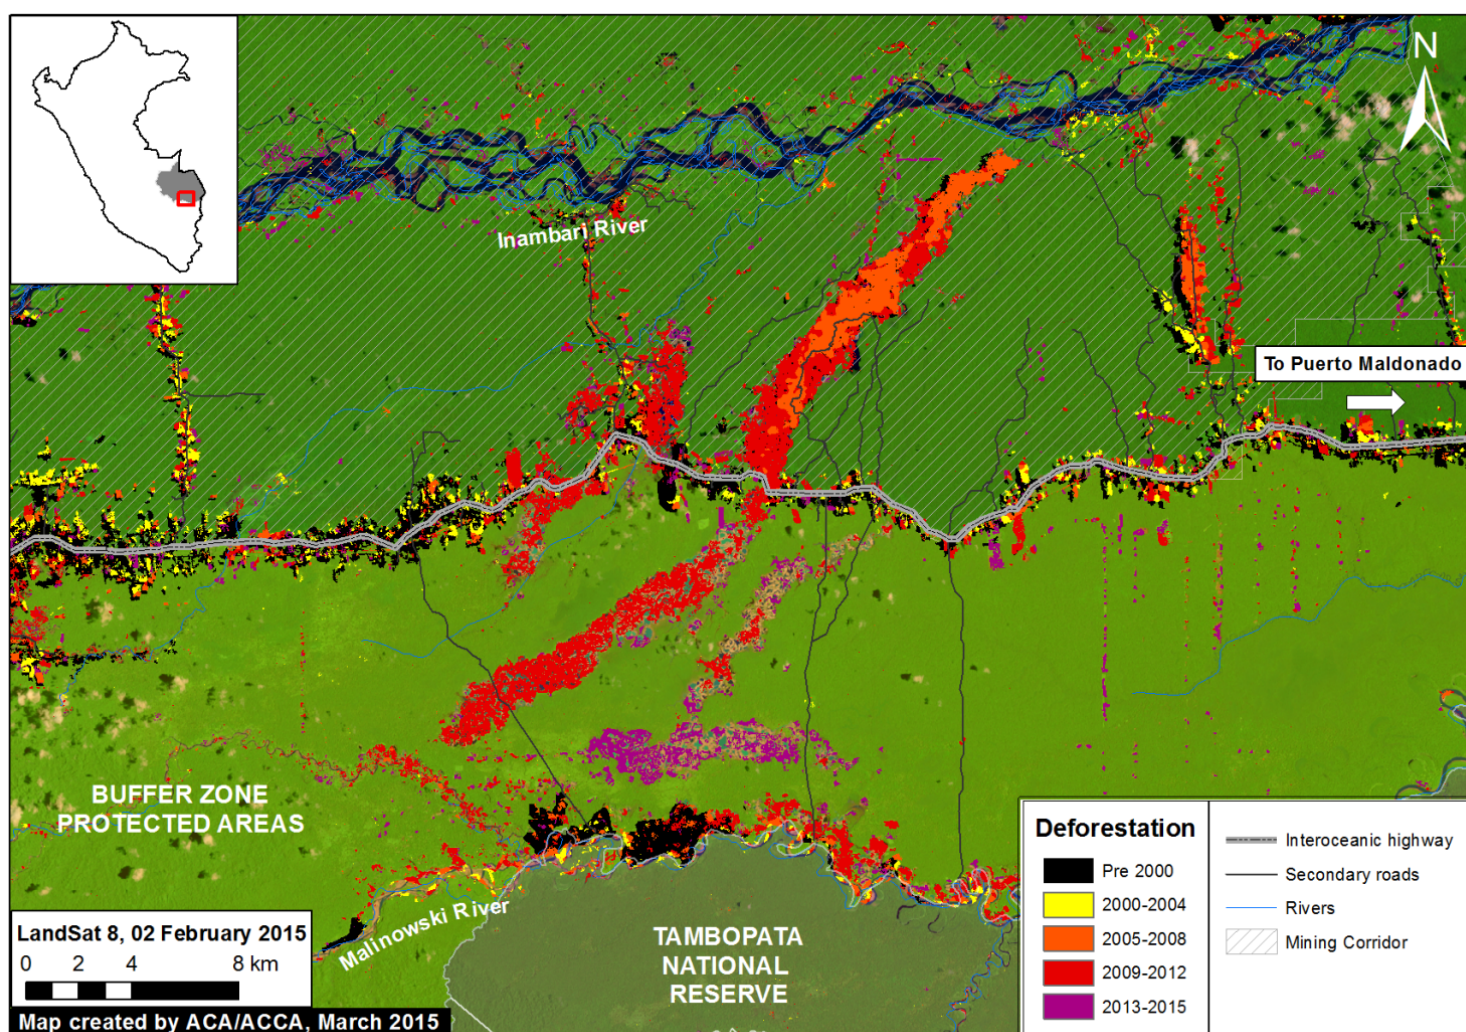 N
Inambari River
To Puerto Maldonado
BUFFER ZONE
PROTECTED AREAS
Malinowski River
TAMBOPATA
NATIONAL
RESERVE
LandSat 8, 02 February 2015
0 2 4 8 km
Map created by ACA/ACCA, March 2015
Deforestation
Pre 2000
2000-2004
2005-2008
2009-2012
2013-2015
Interoceanic highway
Secondary roads
Rivers
Mining Corridor